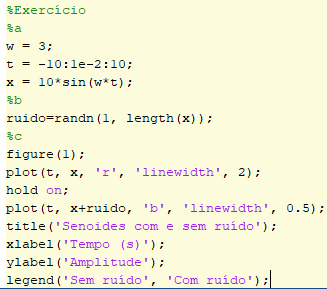 %Exercício
%a
w = 3;
t = -10:1e-2:10;
x = 10*sin(w*t);
%b
ruido=randn(1, length(x));
%c
figure(1);
plot(t, x, 'r', 'linewidth', 2);
hold on;
plot(t, x+ruido, 'b', 'linewidth', 0.5);
title('Senoides com e sem ruído');
xlabel('Tempo (s)');
ylabel('Amplitude');
legend('Sem ruído', 'Com ruído');